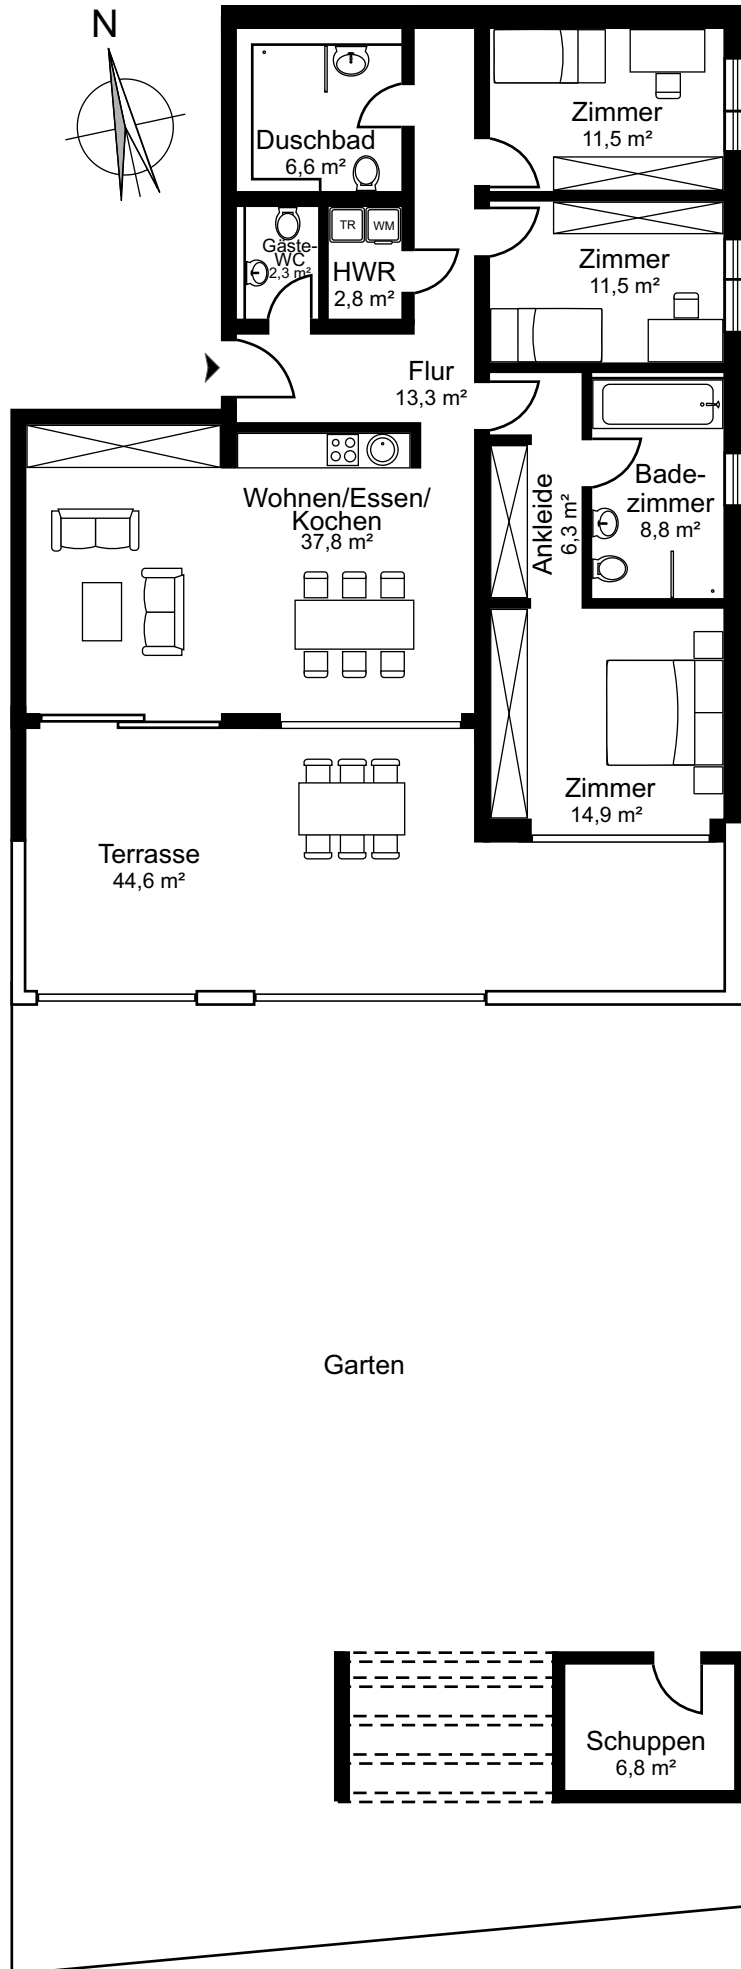 N
Duschbad
6,6 m²
Zimmer
11,5 m²
Gäste-
WC
2,3 m²
TR
WM
HWR
2,8 m²
Zimmer
11,5 m²
Flur
13,3 m²
Wohnen/Essen/
Kochen
37,8 m²
Ankleide
6,3 m²
Bade-
zimmer
8,8 m²
Zimmer
14,9 m²
Terrasse
44,6 m²
Garten
Schuppen
6,8 m²